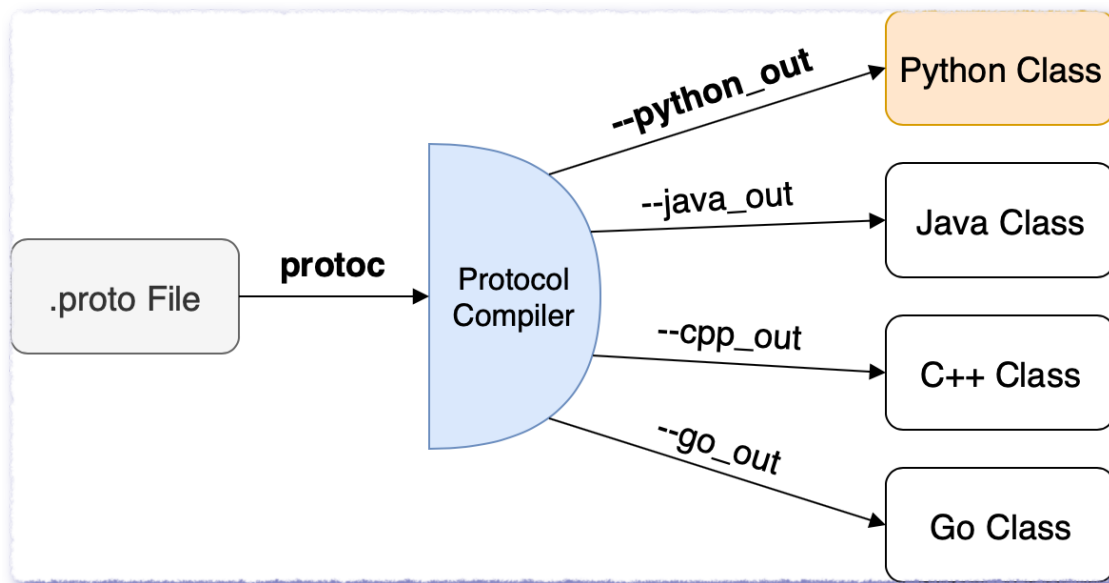 --python_out
Python Class
--java_out
Java Class
.proto File
protoc
Protocol
Compiler
--cpp_out
C++ Class
--go_out
Go Class